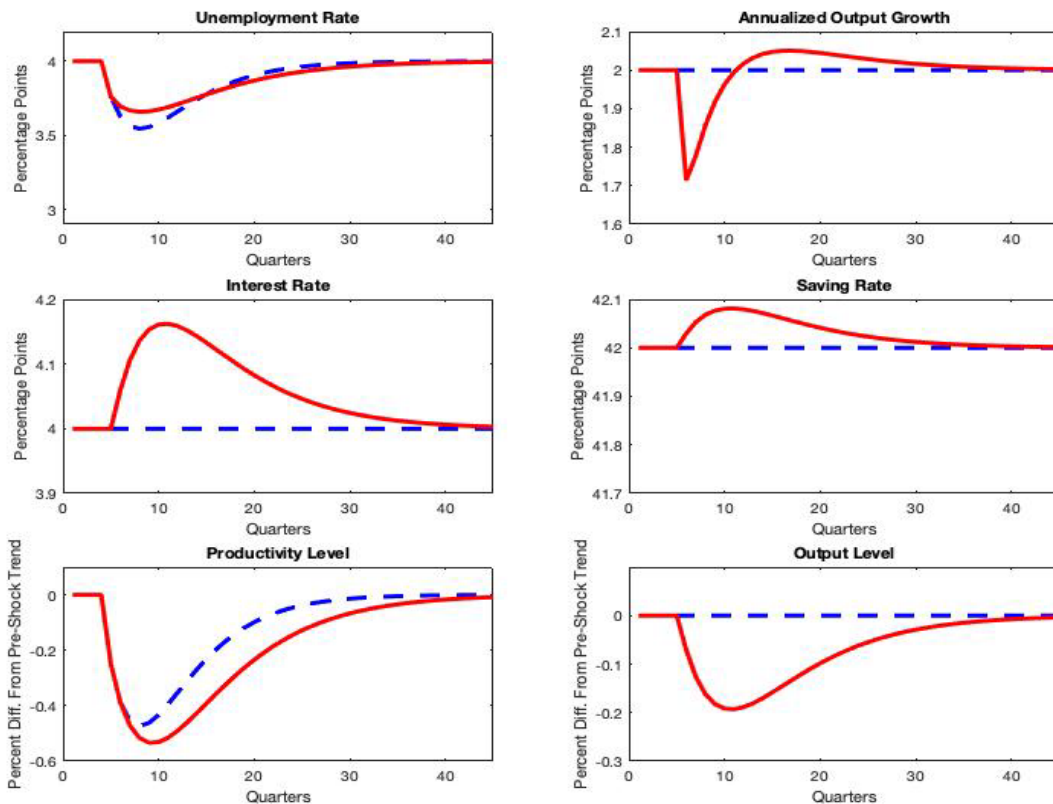 Unemployment Rate
Percentage Points
4
3.5
3
0 10 20 30 40
Quarters
Annualized Output Growth
Percentage Points
2.1
2
1.9
1.8
1.7
1.6
0 10 20 30 40
Quarters
Interest Rate
Percentage Points
4.2
4.1
4
3.9
0 10 20 30 40
Quarters
Saving Rate
Percentage Points
42.1
42
41.9
41.8
41.7
0 10 20 30 40
Quarters
Productivity Level
Percent Diff. From Pre-Shock Trend
0
-0.2
-0.4
-0.6
0 10 20 30 40
Quarters
Output Level
Percent Diff. From Pre-Shock Trend
0
-0.1
-0.2
-0.3
0 10 20 30 40
Quarters